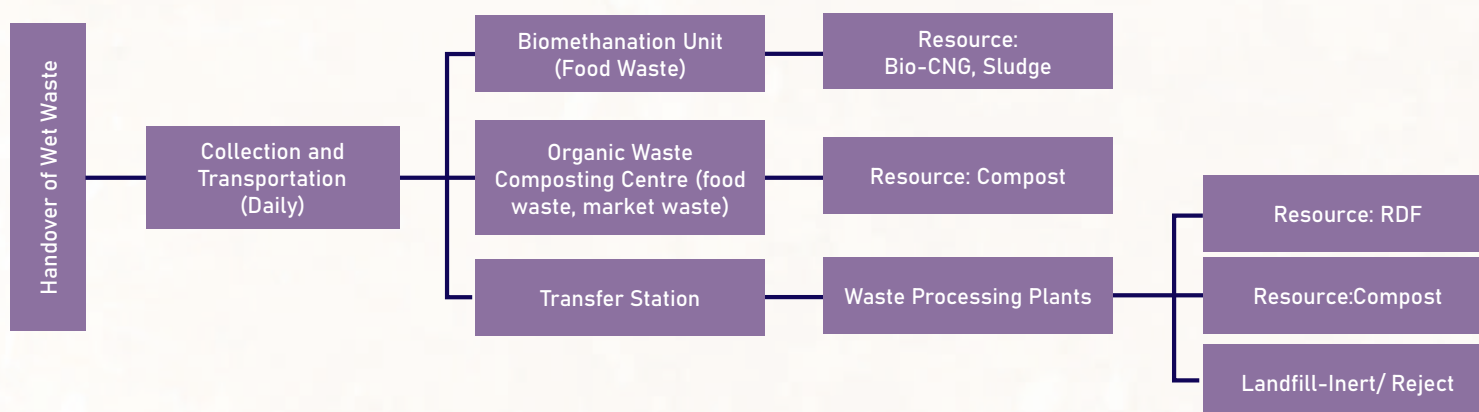 Handover of Wet Waste
Collection and
Transportation
(Daily)
Biomethanation Unit
(Food Waste)
Resource:
Bio-CNG, Sludge
Organic Waste
Composting Centre (food
waste, market waste)
Resource: Compost
Transfer Station
Waste Processing Plants
Resource: RDF
Resource:Compost
Landfill-Inert/ Reject